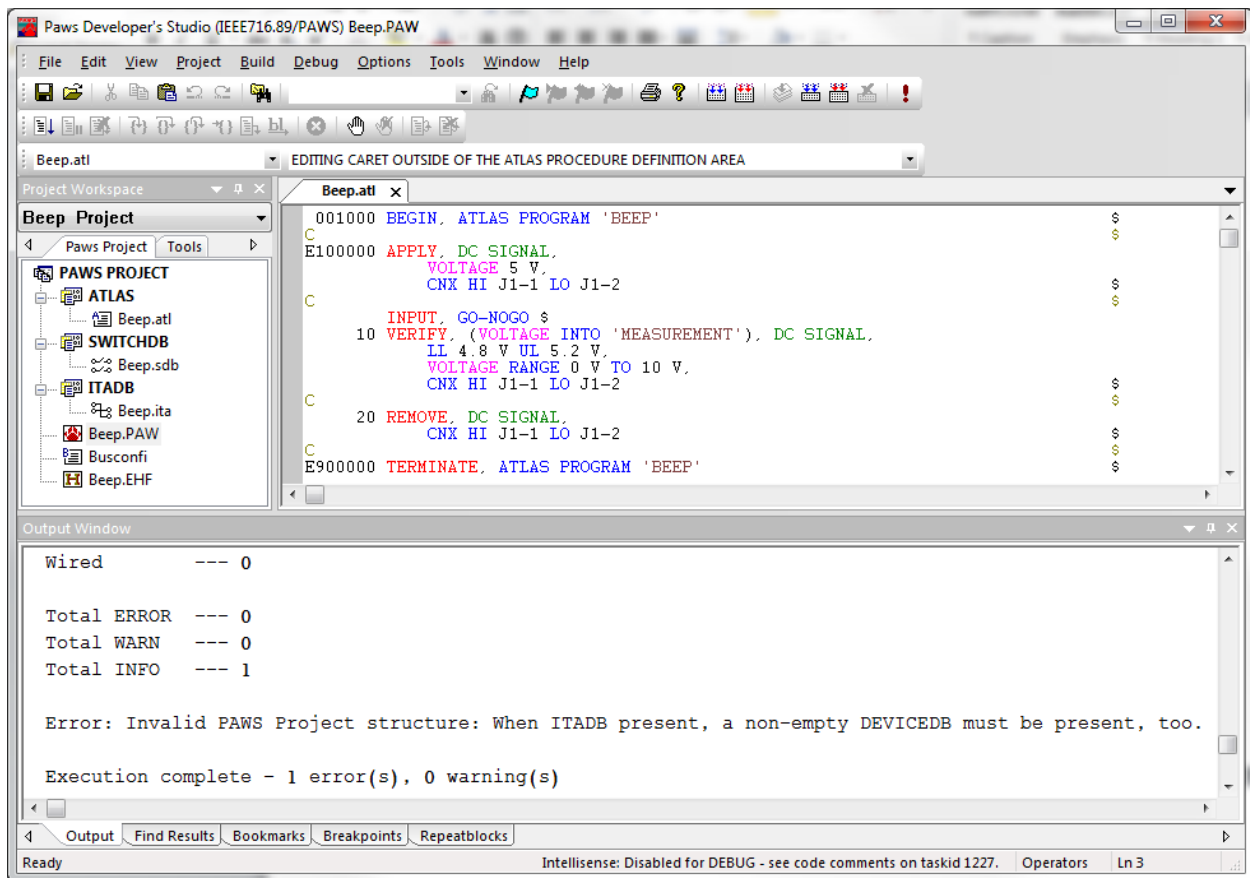 Paws Developer's Studio (IEEE716.89/PAWS) Beep.PAW
File Edit View Project Build Debug Options Tools Window Help
Beep.atl EDITING CARET OUTSIDE OF THE ATLAS PROCEDURE DEFINITION AREA
Project Workspace
Beep Project
Paws Project Tools
PAWS PROJECT
ATLAS
Beep.atl
SWITCHDB
Beep.sdb
ITADB
Beep.ita
Beep.PAW
Busconfi
Beep.EHF
Beep.atl x
001000 BEGIN, ATLAS PROGRAM 'BEEP' $
C $
E100000 APPLY, DC SIGNAL,
VOLTAGE 5 V,
CNX HI J1-1 LO J1-2 $
C $
INPUT, GO-NOGO $
10 VERIFY, (VOLTAGE INTO 'MEASUREMENT'), DC SIGNAL,
LL 4.8 V UL 5.2 V,
VOLTAGE RANGE 0 V TO 10 V,
CNX HI J1-1 LO J1-2 $
C $
20 REMOVE, DC SIGNAL,
CNX HI J1-1 LO J1-2 $
C $
E900000 TERMINATE, ATLAS PROGRAM 'BEEP' $
Output Window
Wired --- 0
Total ERROR --- 0
Total WARN --- 0
Total INFO --- 1
Error: Invalid PAWS Project structure: When ITADB present, a non-empty DEVICEDB must be present, too.
Execution complete - 1 error(s), 0 warning(s)
Output Find Results Bookmarks Breakpoints Repeatblocks
Ready Intellisense: Disabled for DEBUG - see code comments on taskid 1227. Operators Ln 3